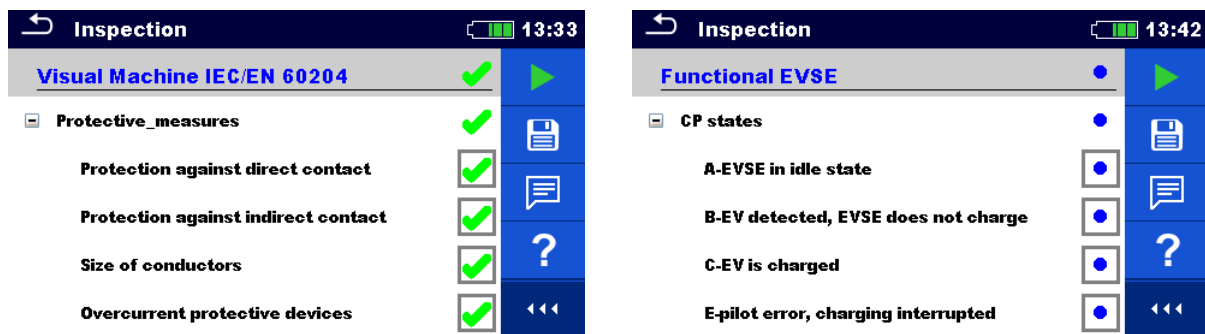 Inspection 13:33
Visual Machine IEC/EN 60204
Protective_measures
Protection against direct contact
Protection against indirect contact
Size of conductors
Overcurrent protective devices
?
Inspection 13:42
Functional EVSE
CP states
A-EVSE in idle state
B-EV detected, EVSE does not charge
C-EV is charged
E-pilot error, charging interrupted
?